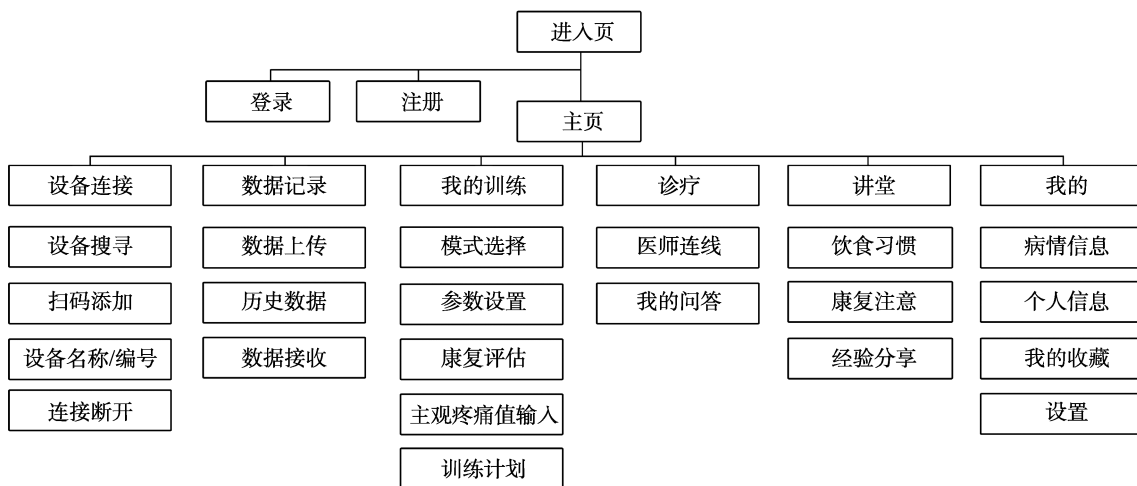 进入页
登录
注册
主页
设备连接
数据记录
我的训练
诊疗
讲堂
我的
设备搜寻
数据上传
模式选择
医师连线
饮食习惯
病情信息
扫码添加
历史数据
参数设置
我的问答
康复注意
个人信息
设备名称/编号
数据接收
康复评估
经验分享
我的收藏
连接断开
主观疼痛值输入
设置
训练计划